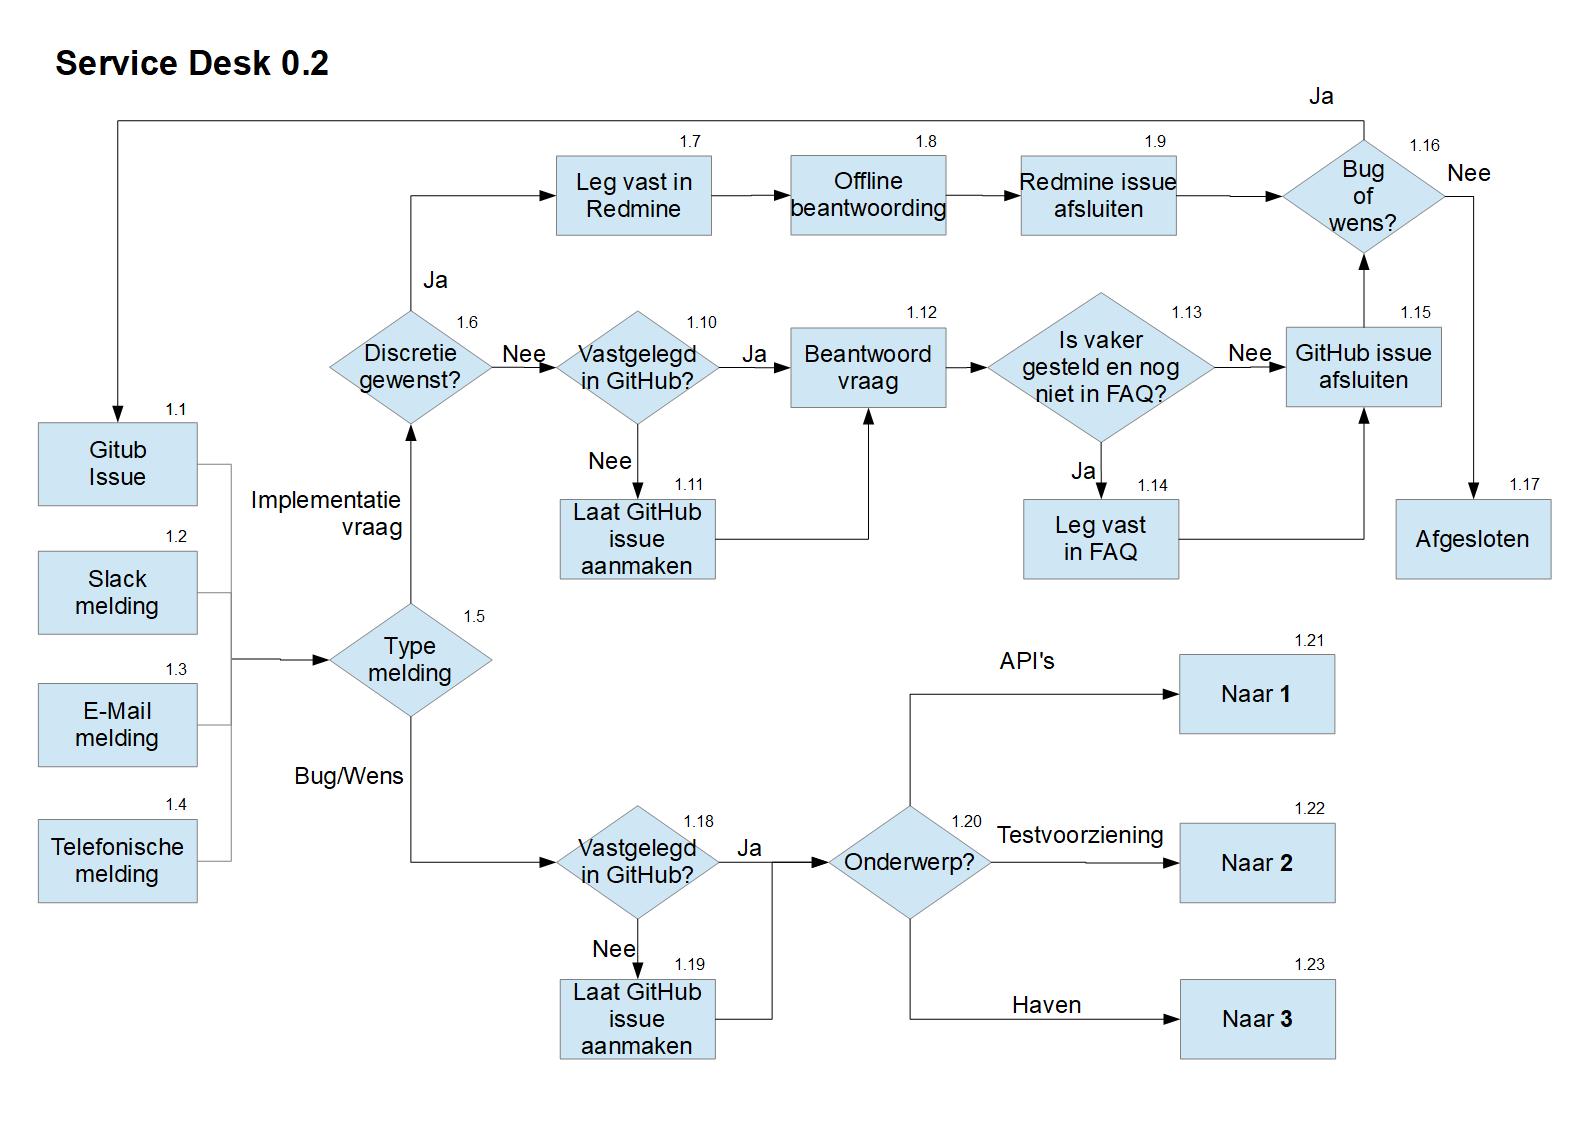 Service Desk 0.2
Ja
1.7
Leg vast in
Redmine
1.8
Offline
beantwoording
1.9
Redmine issue
afsluiten
1.16
Bug
of
wens?
Nee
Ja
1.6
Discretie
gewenst?
Nee
1.10
Vastgelegd
in GitHub?
Ja
1.12
Beantwoord
vraag
1.13
Is vaker
gesteld en nog
niet in FAQ?
Nee
1.15
GitHub issue
afsluiten
1.1
Gitub
Issue
Implementatie
vraag
Nee
1.11
Laat GitHub
issue
aanmaken
Ja
1.14
Leg vast
in FAQ
1.17
Afgesloten
1.2
Slack
melding
1.5
Type
melding
1.3
E-Mail
melding
1.4
Telefonische
melding
Bug/Wens
1.18
Vastgelegd
in GitHub?
Ja
Nee
1.19
Laat GitHub
issue
aanmaken
1.20
Onderwerp?
API's
1.21
Naar 1
Testvoorziening
1.22
Naar 2
Haven
1.23
Naar 3